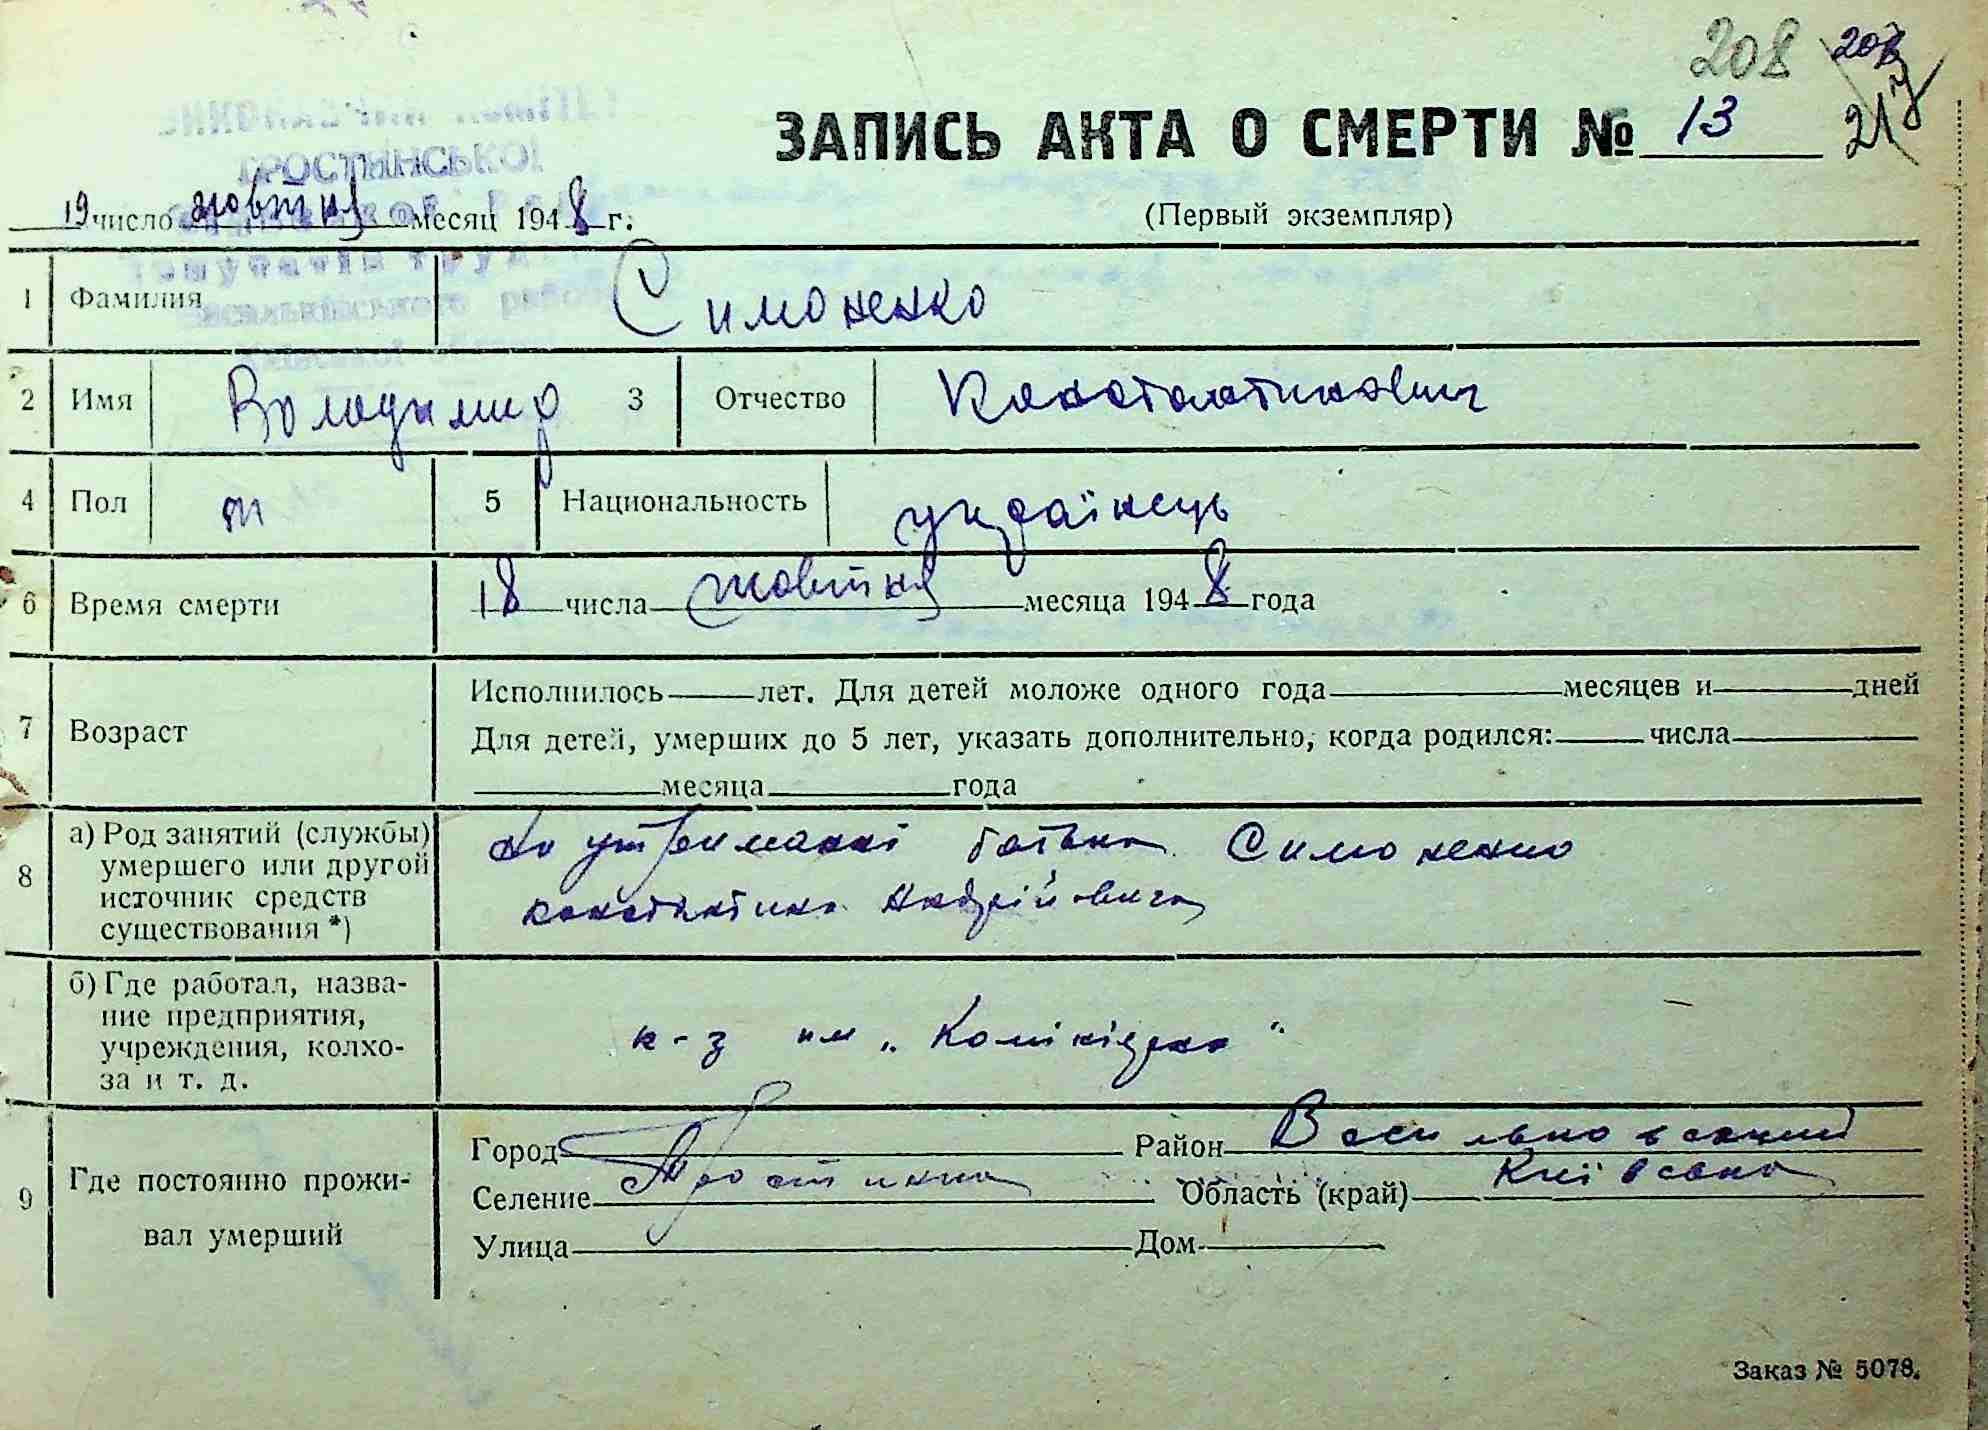 208 208
21
ЗАПИСЬ АКТА О СМЕРТИ № 13
ТРОСТЯНСЬКОЇ
19 число жовтня месяц 1948 г.
(Первый экземпляр)
1 Фамилия Симоненко
2 Имя Володимир 3 Отчество Константинович
4 Пол ч 5 Национальность українець
6 Время смерти 18 числа жовтня месяца 1948 года
7 Возраст
Исполнилось лет. Для детей моложе одного года месяцев и дней
Для детей, умерших до 5 лет, указать дополнительно, когда родился: числа
месяца года
8 а) Род занятий (службы) умершего или другой источник средств существования *)
на утриманні батька Симоненко
Константина Андрійовича
б) Где работал, название предприятия, учреждения, колхоза и т. д.
к-з им „
9 Где постоянно проживал умерший
Город Район Васильковский
Селение Тростинка Область (край) Київська
Улица Дом
Заказ № 5078.